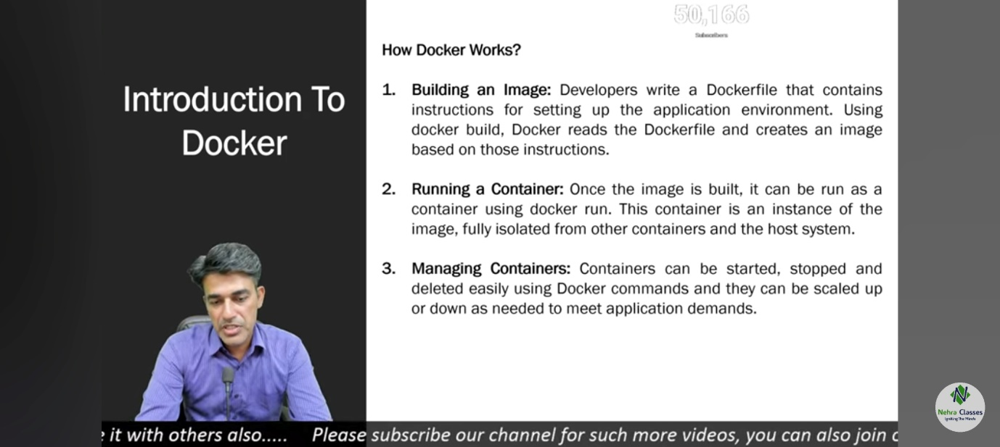 50,166
Subscribers
Introduction To
Docker
How Docker Works?
1. Building an Image: Developers write a Dockerfile that contains
instructions for setting up the application environment. Using
docker build, Docker reads the Dockerfile and creates an image
based on those instructions.
2. Running a Container: Once the image is built, it can be run as a
container using docker run. This container is an instance of the
image, fully isolated from other containers and the host system.
3. Managing Containers: Containers can be started, stopped and
deleted easily using Docker commands and they can be scaled up
or down as needed to meet application demands.
N
Nehra Classes
Igniting The Minds
it with others also..... Please subscribe our channel for such more videos, you can also join